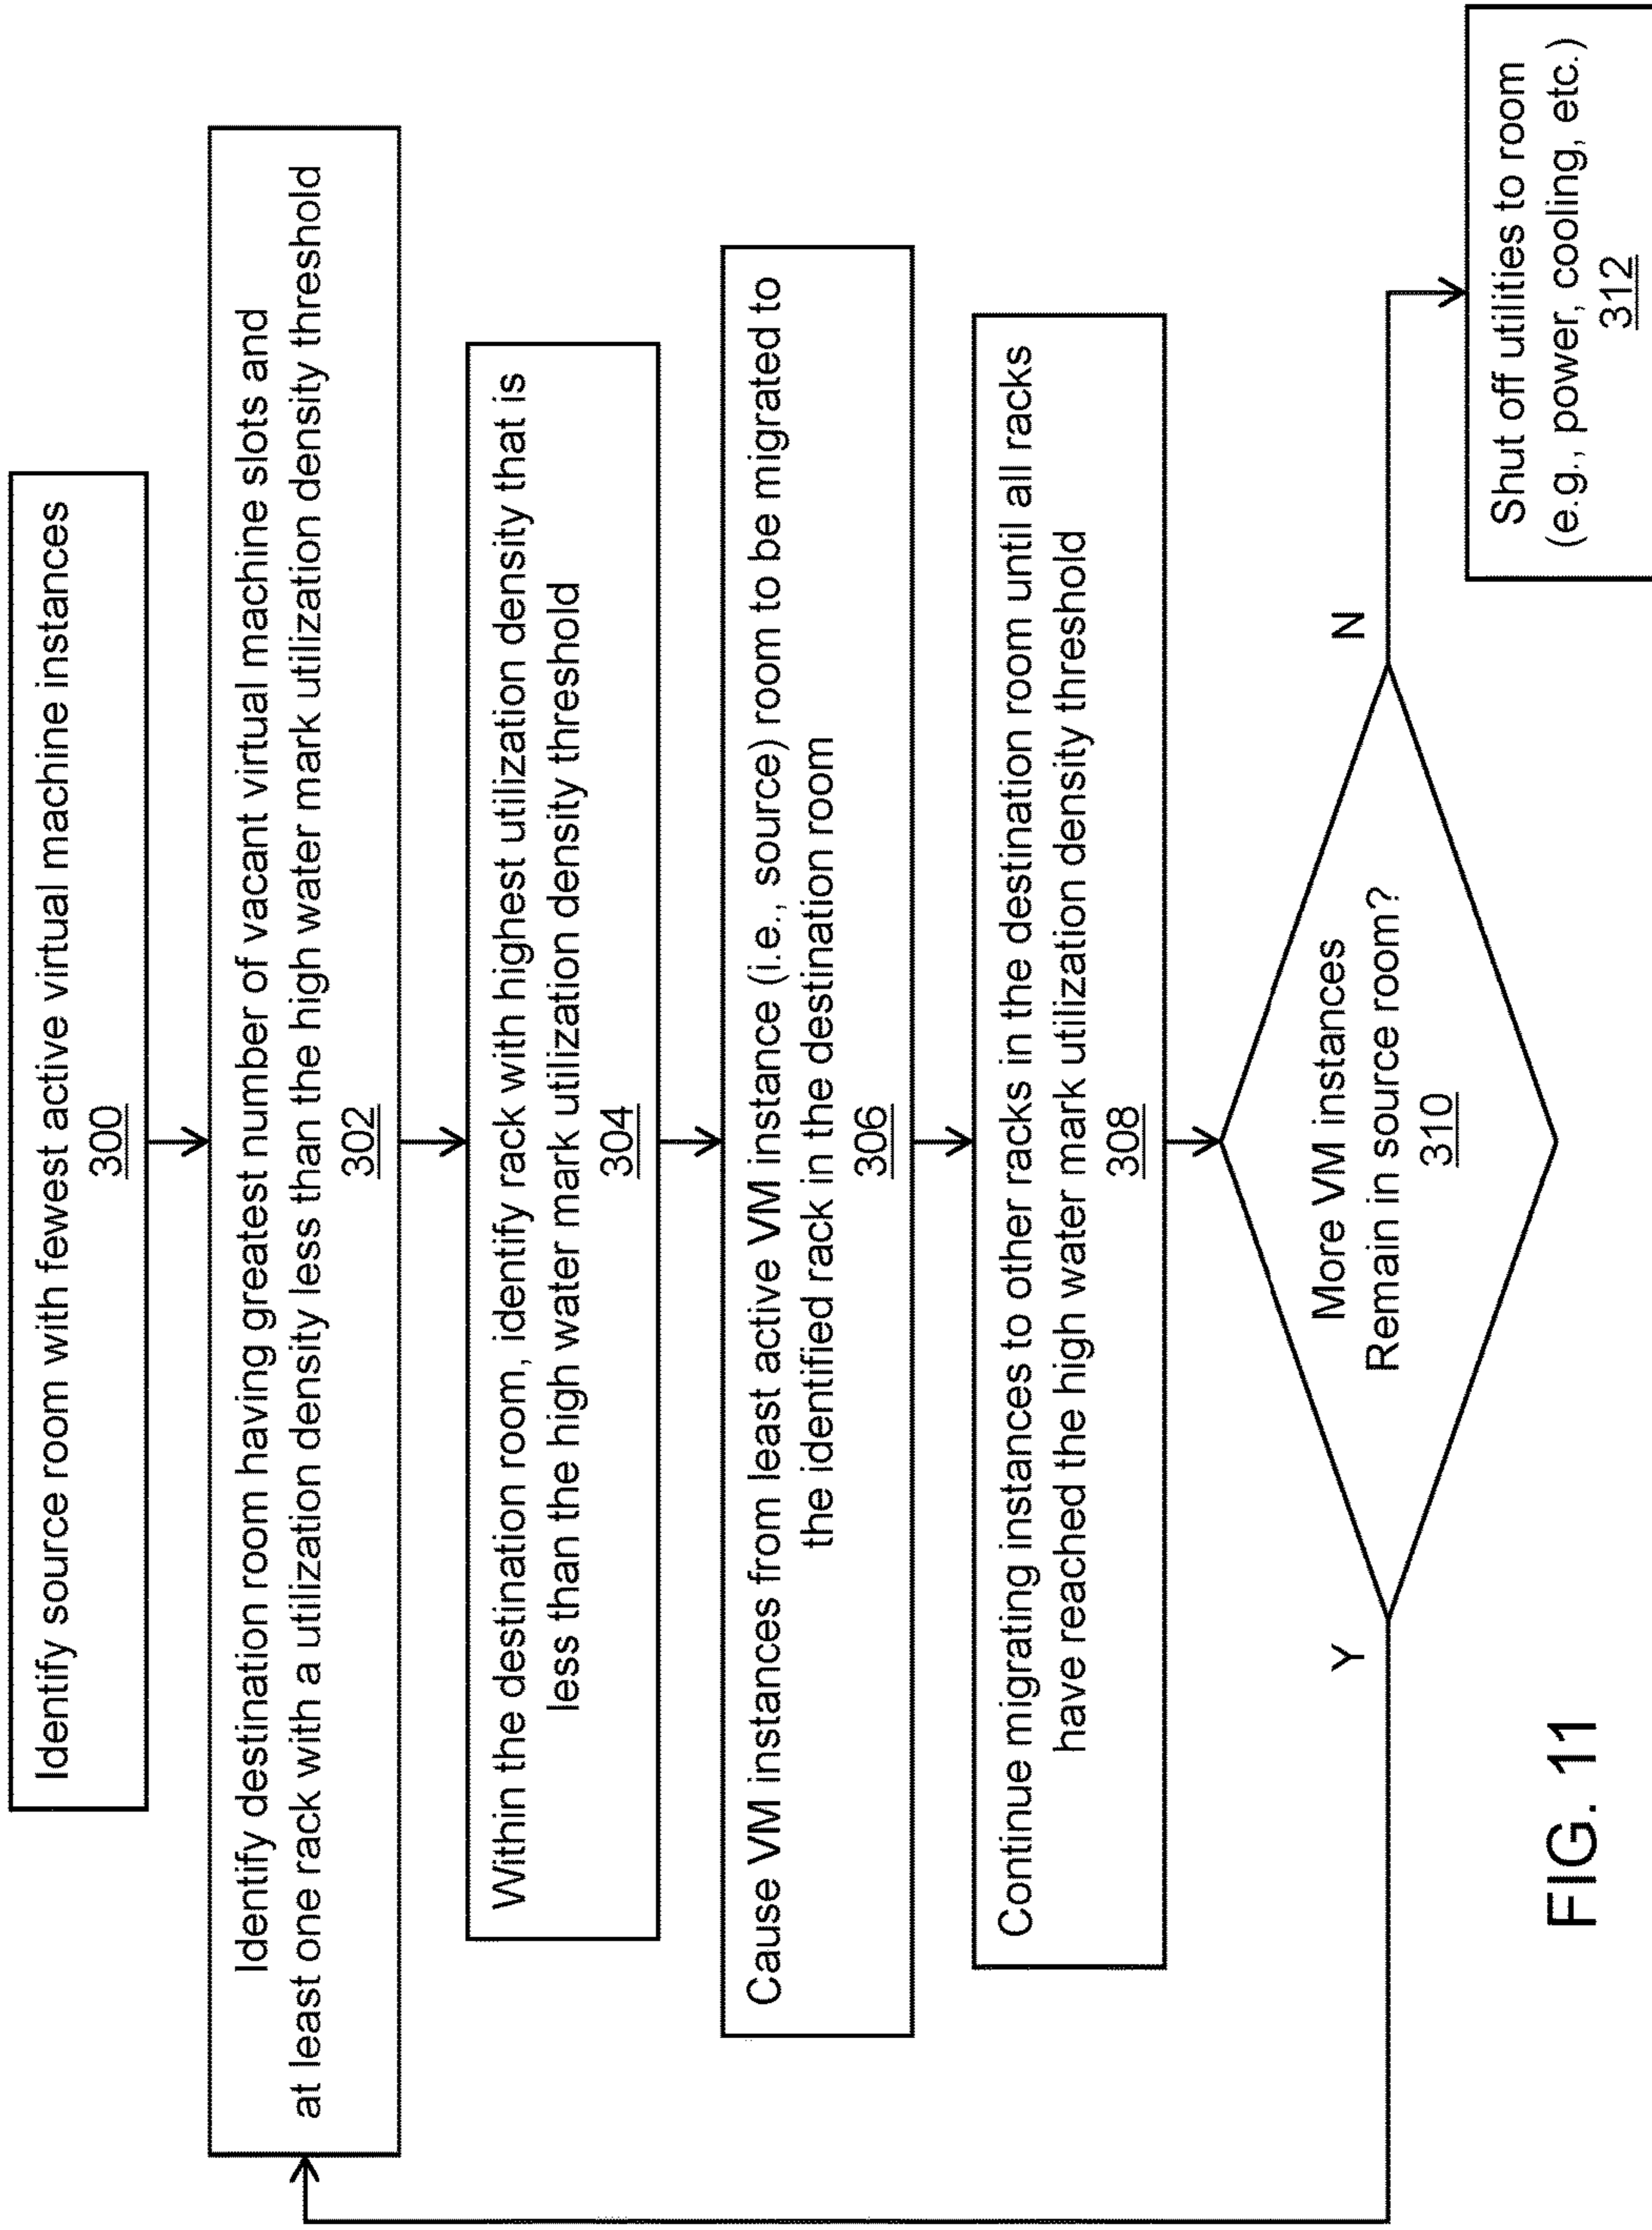 Identify source room with fewest active virtual machine instances
300
Identify destination room having greatest number of vacant virtual machine slots and
at least one rack with a utilization density less than the high water mark utilization density threshold
302
Within the destination room, identify rack with highest utilization density that is
less than the high water mark utilization density threshold
304
Cause VM instances from least active VM instance (i.e., source) room to be migrated to
the identified rack in the destination room
306
Continue migrating instances to other racks in the destination room until all racks
have reached the high water mark utilization density threshold
308
More VM instances
Remain in source room?
310
Y
N
Shut off utilities to room
(e.g., power, cooling, etc.)
312
FIG. 11